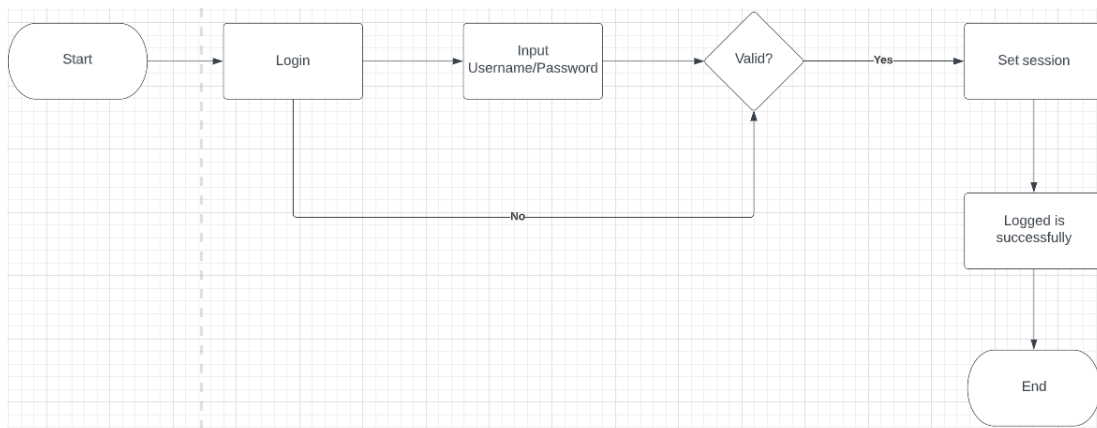 Start
Login
Input
Username/Password
Valid?
Yes
Set session
No
Logged is
successfully
End